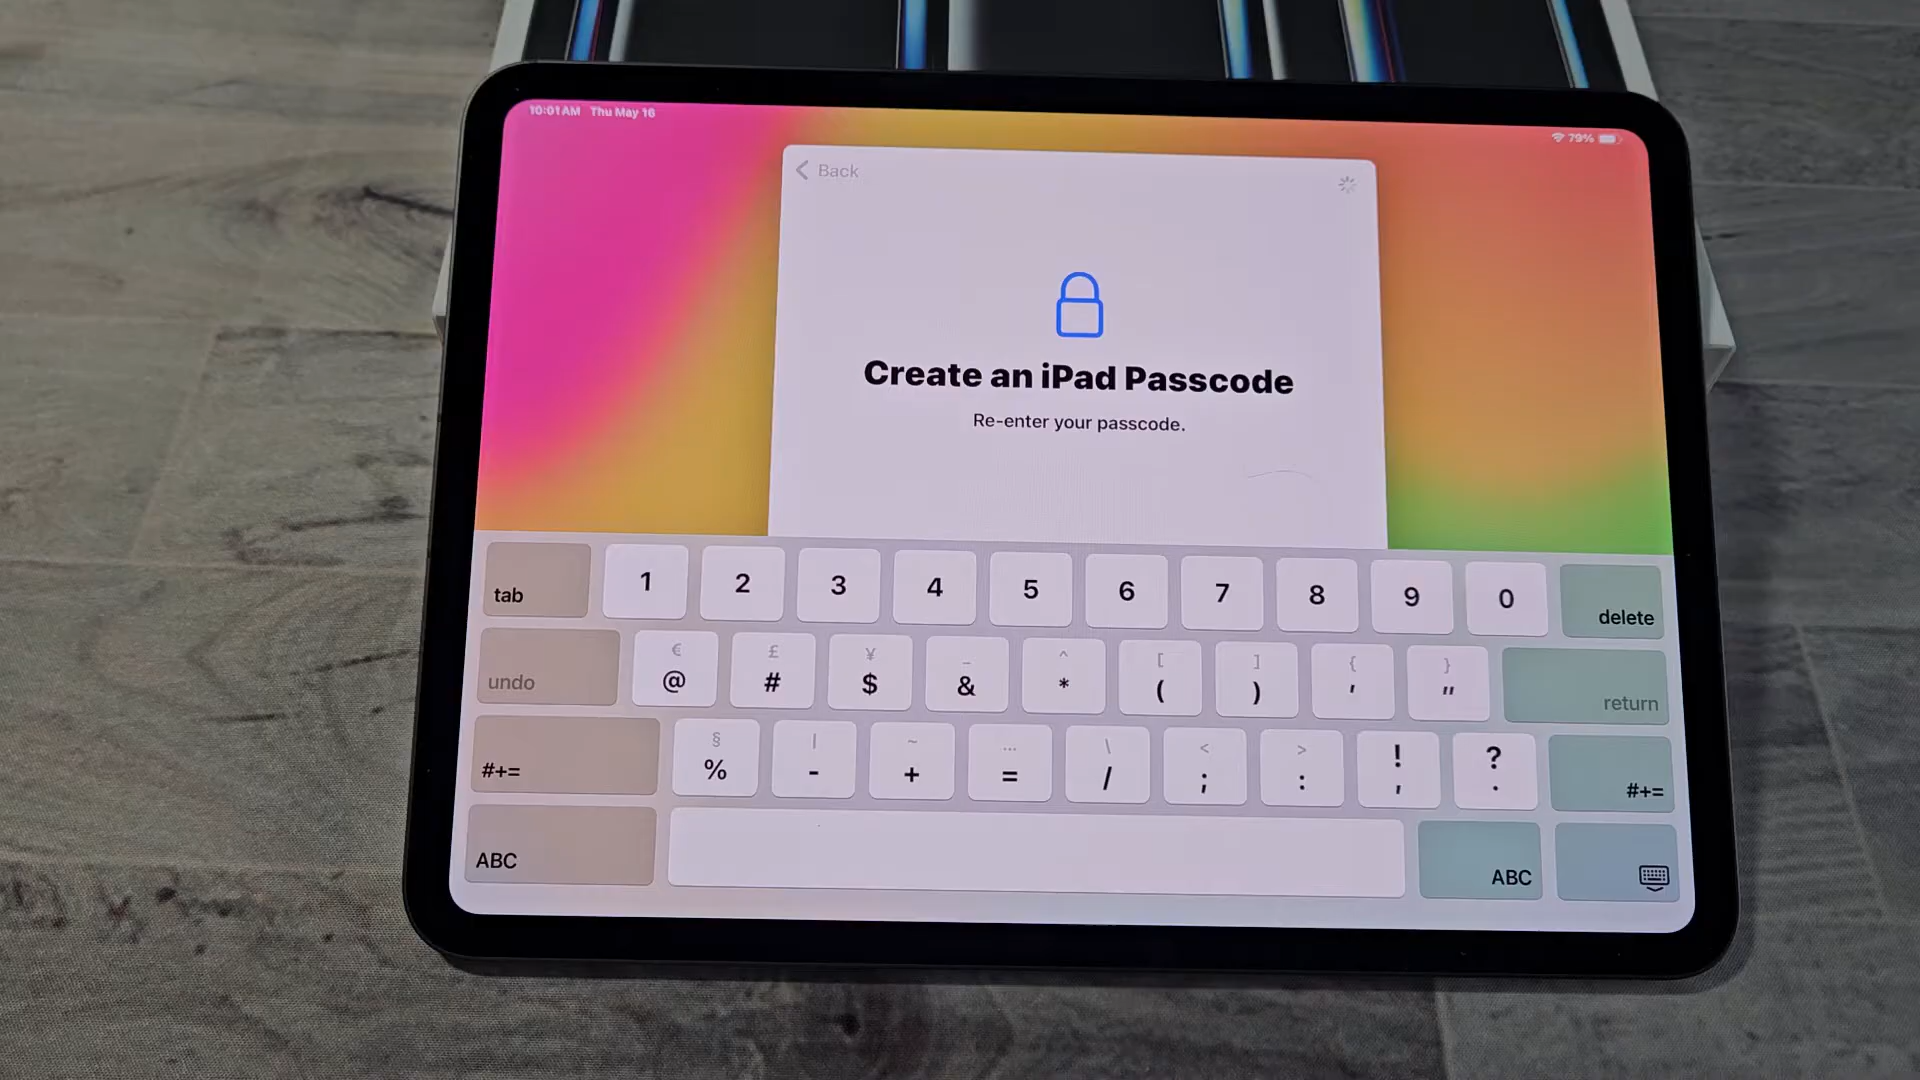 10:01 AM Thu May 16
79%
Back
Create an iPad Passcode
Re-enter your passcode.
tab 1 2 3 4 5 6 7 8 9 0 delete
€ £ ¥ _ ^ [ ] { }
undo @ # $ & * ( ) ' " return
§ | ~ … \ < > ! ?
#+= % - + = / ; : , . #+=
ABC ABC